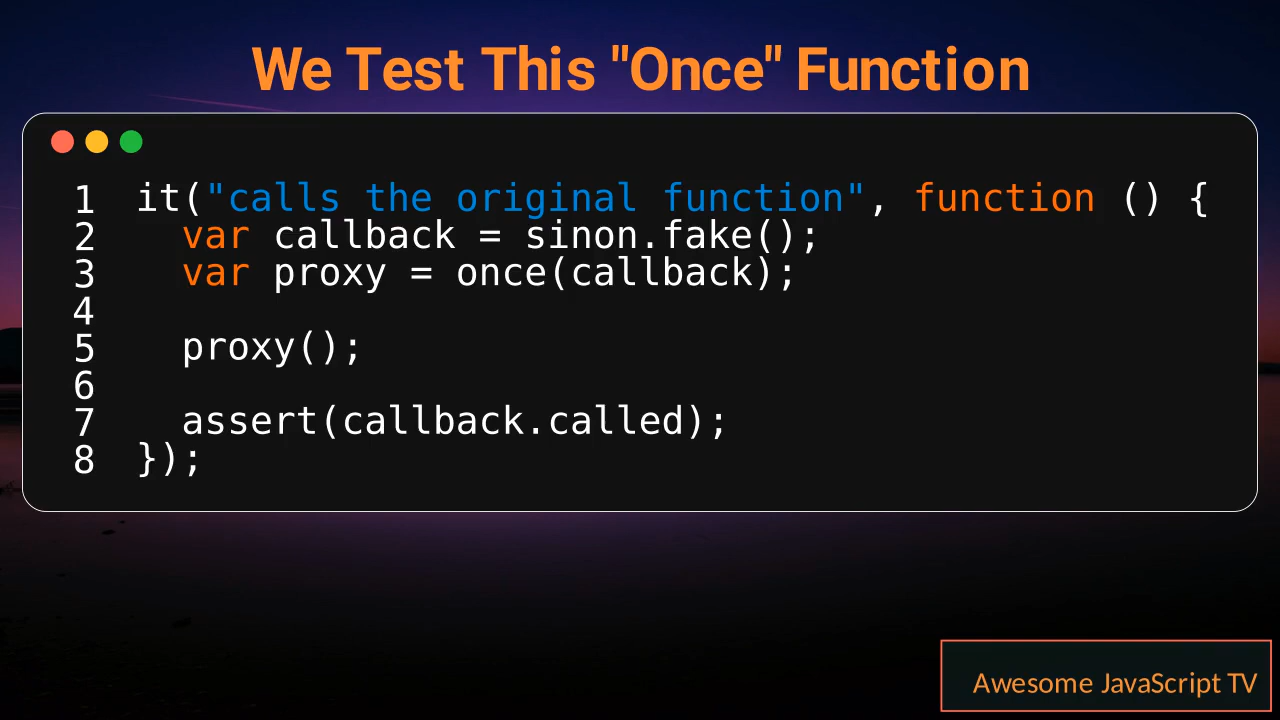 We Test This "Once" Function
1 it("calls the original function", function () {
2   var callback = sinon.fake();
3   var proxy = once(callback);
4
5   proxy();
6
7   assert(callback.called);
8 });
Awesome JavaScript TV